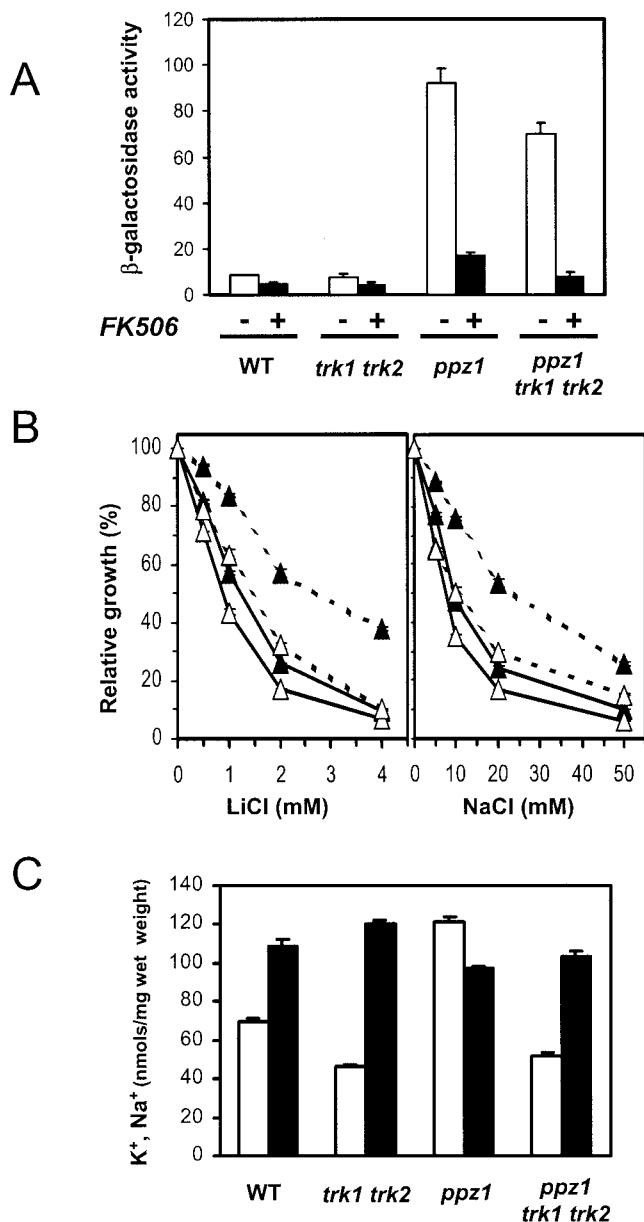 A
β-galactosidase activity
120
100
80
60
40
20
0
FK506 - + - + - + - +
WT trk1 trk2 ppz1 ppz1
trk1 trk2
B
Relative growth (%)
100
80
60
40
20
0
0 1 2 3 4 0 10 20 30 40 50
LiCl (mM) NaCl (mM)
C
K⁺, Na⁺ (nmols/mg wet weight)
140
120
100
80
60
40
20
0
WT trk1 trk2 ppz1 ppz1
trk1 trk2